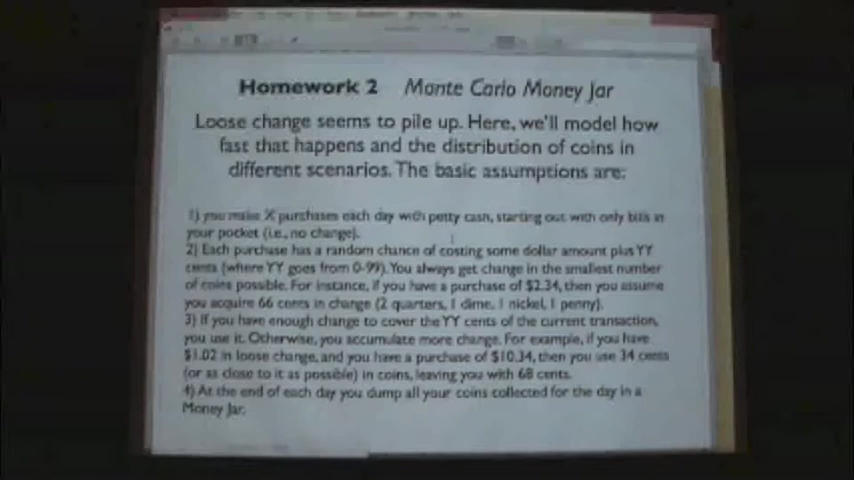 Homework 2 Monte Carlo Money Jar
Loose change seems to pile up. Here, we'll model how
fast that happens and the distribution of coins in
different scenarios. The basic assumptions are:
1) you make X purchases each day with petty cash, starting out with only bills in
your pocket (i.e., no change).
2) Each purchase has a random chance of costing some dollar amount plus YY
cents (where YY goes from 0-99). You always get change in the smallest number
of coins possible. For instance, if you have a purchase of $2.34, then you assume
you acquire 66 cents in change (2 quarters, 1 dime, 1 nickel, 1 penny).
3) If you have enough change to cover the YY cents of the current transaction,
you use it. Otherwise, you accumulate more change. For example, if you have
$1.02 in loose change, and you have a purchase of $10.34, then you use 34 cents
(or as close to it as possible) in coins, leaving you with 68 cents.
4) At the end of each day you dump all your coins collected for the day in a
Money Jar.